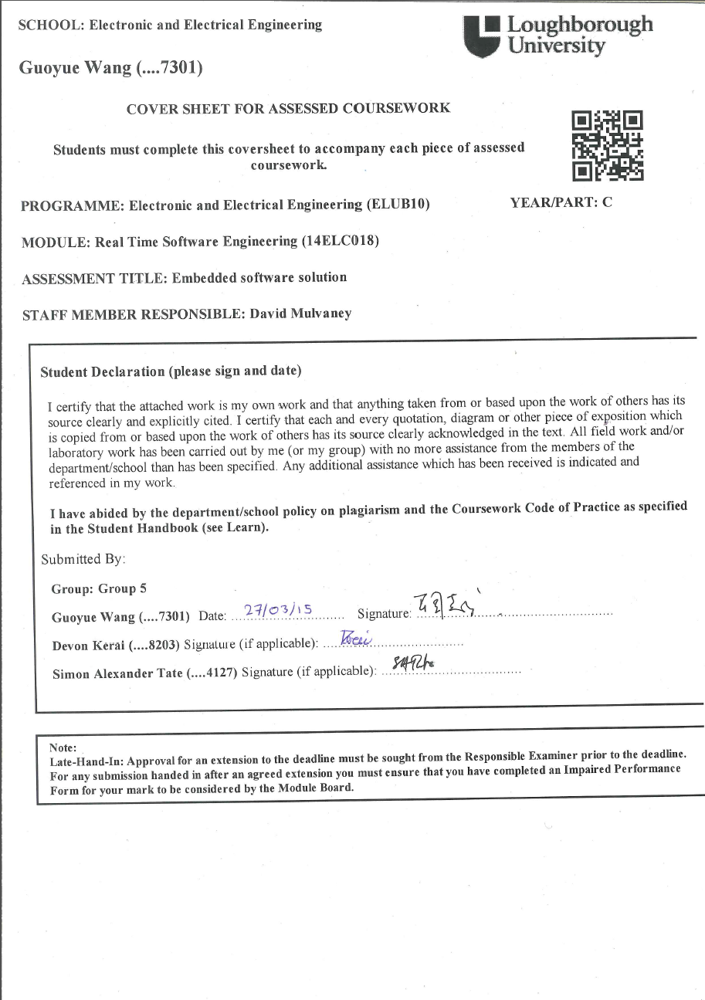 SCHOOL: Electronic and Electrical Engineering
Loughborough
University
Guoyue Wang (....7301)
COVER SHEET FOR ASSESSED COURSEWORK
Students must complete this coversheet to accompany each piece of assessed
coursework.
PROGRAMME: Electronic and Electrical Engineering (ELUB10) YEAR/PART: C
MODULE: Real Time Software Engineering (14ELC018)
ASSESSMENT TITLE: Embedded software solution
STAFF MEMBER RESPONSIBLE: David Mulvaney
Student Declaration (please sign and date)
I certify that the attached work is my own work and that anything taken from or based upon the work of others has its
source clearly and explicitly cited. I certify that each and every quotation, diagram or other piece of exposition which
is copied from or based upon the work of others has its source clearly acknowledged in the text. All field work and/or
laboratory work has been carried out by me (or my group) with no more assistance from the members of the
department/school than has been specified. Any additional assistance which has been received is indicated and
referenced in my work.
I have abided by the department/school policy on plagiarism and the Coursework Code of Practice as specified
in the Student Handbook (see Learn).
Submitted By:
Group: Group 5
Guoyue Wang (....7301) Date: 27/03/15 Signature:
Devon Kerai (....8203) Signature (if applicable):
Simon Alexander Tate (....4127) Signature (if applicable):
Note:
Late-Hand-In: Approval for an extension to the deadline must be sought from the Responsible Examiner prior to the deadline.
For any submission handed in after an agreed extension you must ensure that you have completed an Impaired Performance
Form for your mark to be considered by the Module Board.